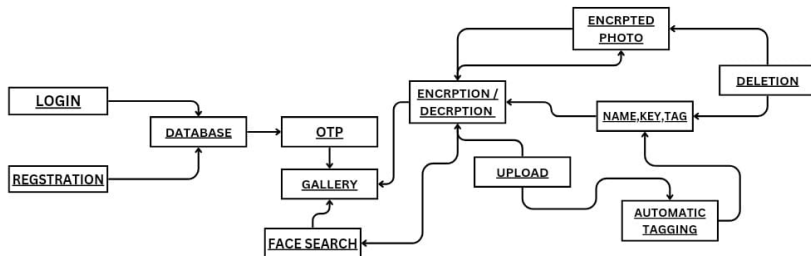 ENCRPTED
PHOTO
LOGIN
ENCRPTION /
DECRPTION
DELETION
DATABASE
OTP
NAME,KEY,TAG
REGSTRATION
GALLERY
UPLOAD
FACE SEARCH
AUTOMATIC
TAGGING